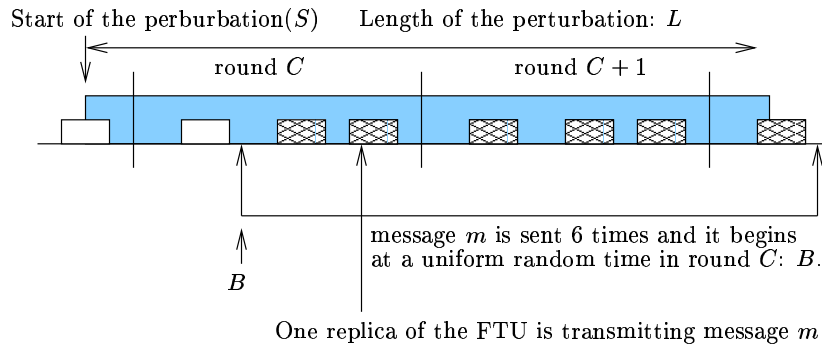 Start of the perburbation(S)
Length of the perturbation: L
round C
round C + 1
message m is sent 6 times and it begins
at a uniform random time in round C: B.
B
One replica of the FTU is transmitting message m